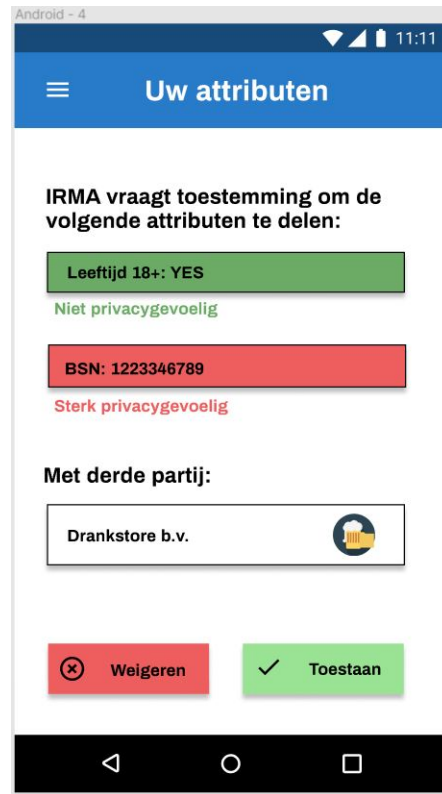 Android - 4
11:11
Uw attributen
IRMA vraagt toestemming om de
volgende attributen te delen:
Leeftijd 18+: YES
Niet privacygevoelig
BSN: 1223346789
Sterk privacygevoelig
Met derde partij:
Drankstore b.v.
Weigeren
Toestaan